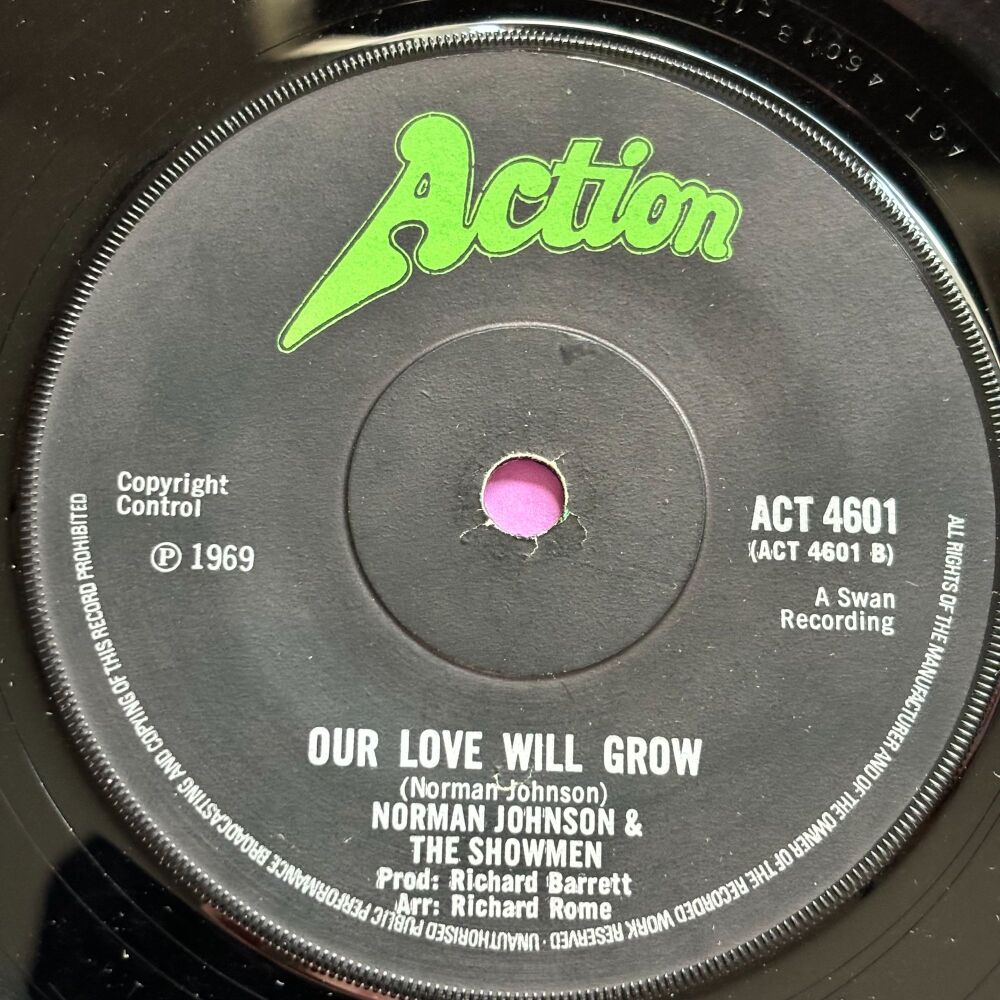 Action
Copyright
Control
Ⓟ 1969
ACT 4601
(ACT 4601 B)
A Swan
Recording
OUR LOVE WILL GROW
(Norman Johnson)
NORMAN JOHNSON &
THE SHOWMEN
Prod: Richard Barrett
Arr: Richard Rome
ALL RIGHTS OF THE MANUFACTURER AND OF THE OWNER OF THE RECORDED WORK RESERVED · UNAUTHORISED PUBLIC PERFORMANCE BROADCASTING AND COPYING OF THIS RECORD PROHIBITED